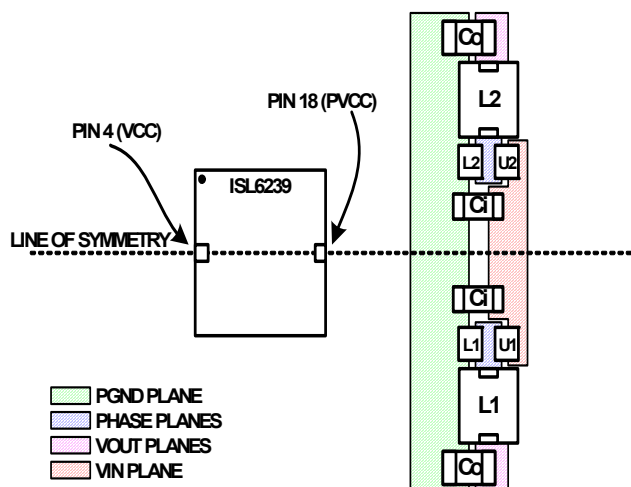 Co
L2
PIN 18 (PVCC)
PIN 4 (VCC)
L2
U2
ISL6239
Ci
LINE OF SYMMETRY
Ci
L1
U1
PGND PLANE
PHASE PLANES
VOUT PLANES
VIN PLANE
L1
Co